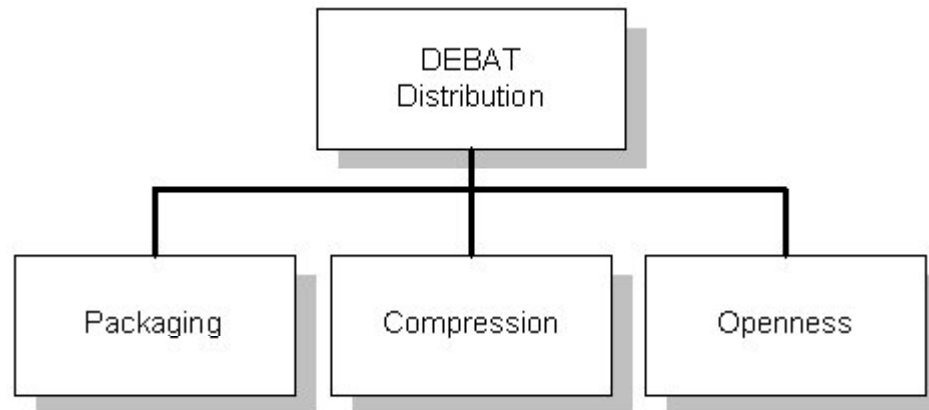 DEBAT
Distribution
Packaging
Compression
Openness